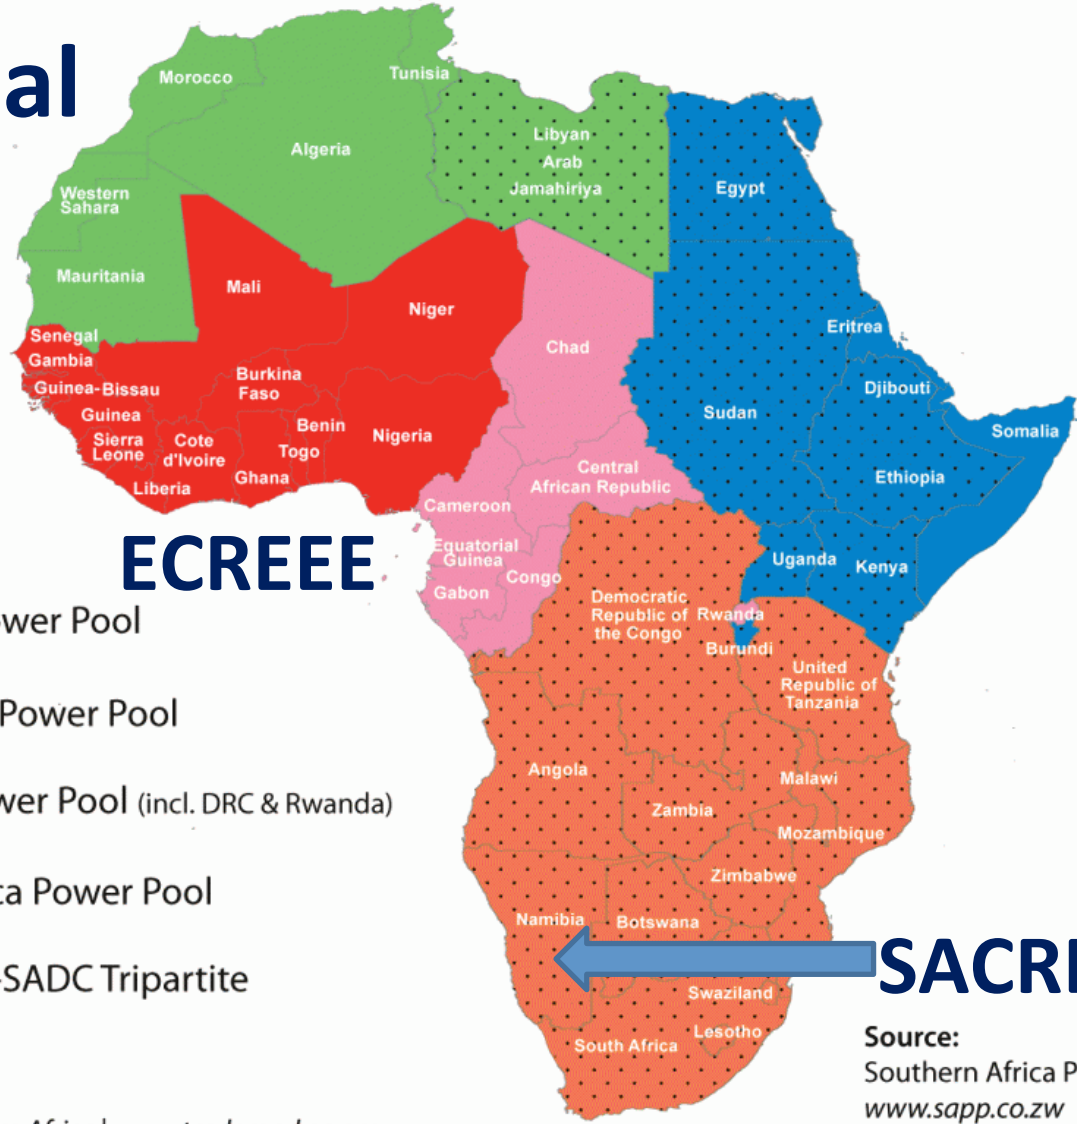 al
Morocco
Tunisia
Algeria
Libyan
Arab
Jamahiriya
Egypt
Western
Sahara
Mauritania
Mali
Niger
Chad
Sudan
Eritrea
Djibouti
Somalia
Ethiopia
Senegal
Gambia
Guinea-Bissau
Guinea
Sierra
Leone
Liberia
Cote
d'Ivoire
Burkina
Faso
Ghana
Togo
Benin
Nigeria
Central
African Republic
Cameroon
Equatorial
Guinea
Gabon
Congo
Democratic
Republic of
the Congo
Rwanda
Burundi
Uganda
Kenya
United
Republic of
Tanzania
Angola
Zambia
Malawi
Mozambique
Zimbabwe
Namibia
Botswana
Swaziland
Lesotho
South Africa
ECREEE
ower Pool
Power Pool
wer Pool (incl. DRC & Rwanda)
ca Power Pool
-SADC Tripartite
SACRE
Source:
Southern Africa P
www.sapp.co.zw